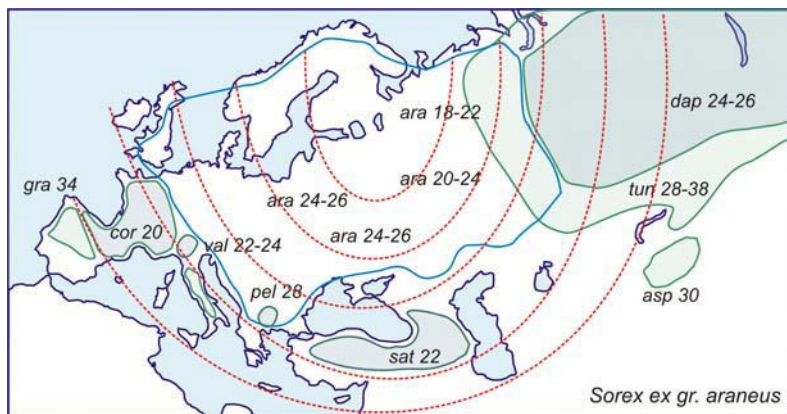 ara 18-22
dap 24-26
gra 34
ara 20-24
tun 28-38
ara 24-26
cor 20
val 22-24
ara 24-26
pel 28
asp 30
sat 22
Sorex ex gr. araneus